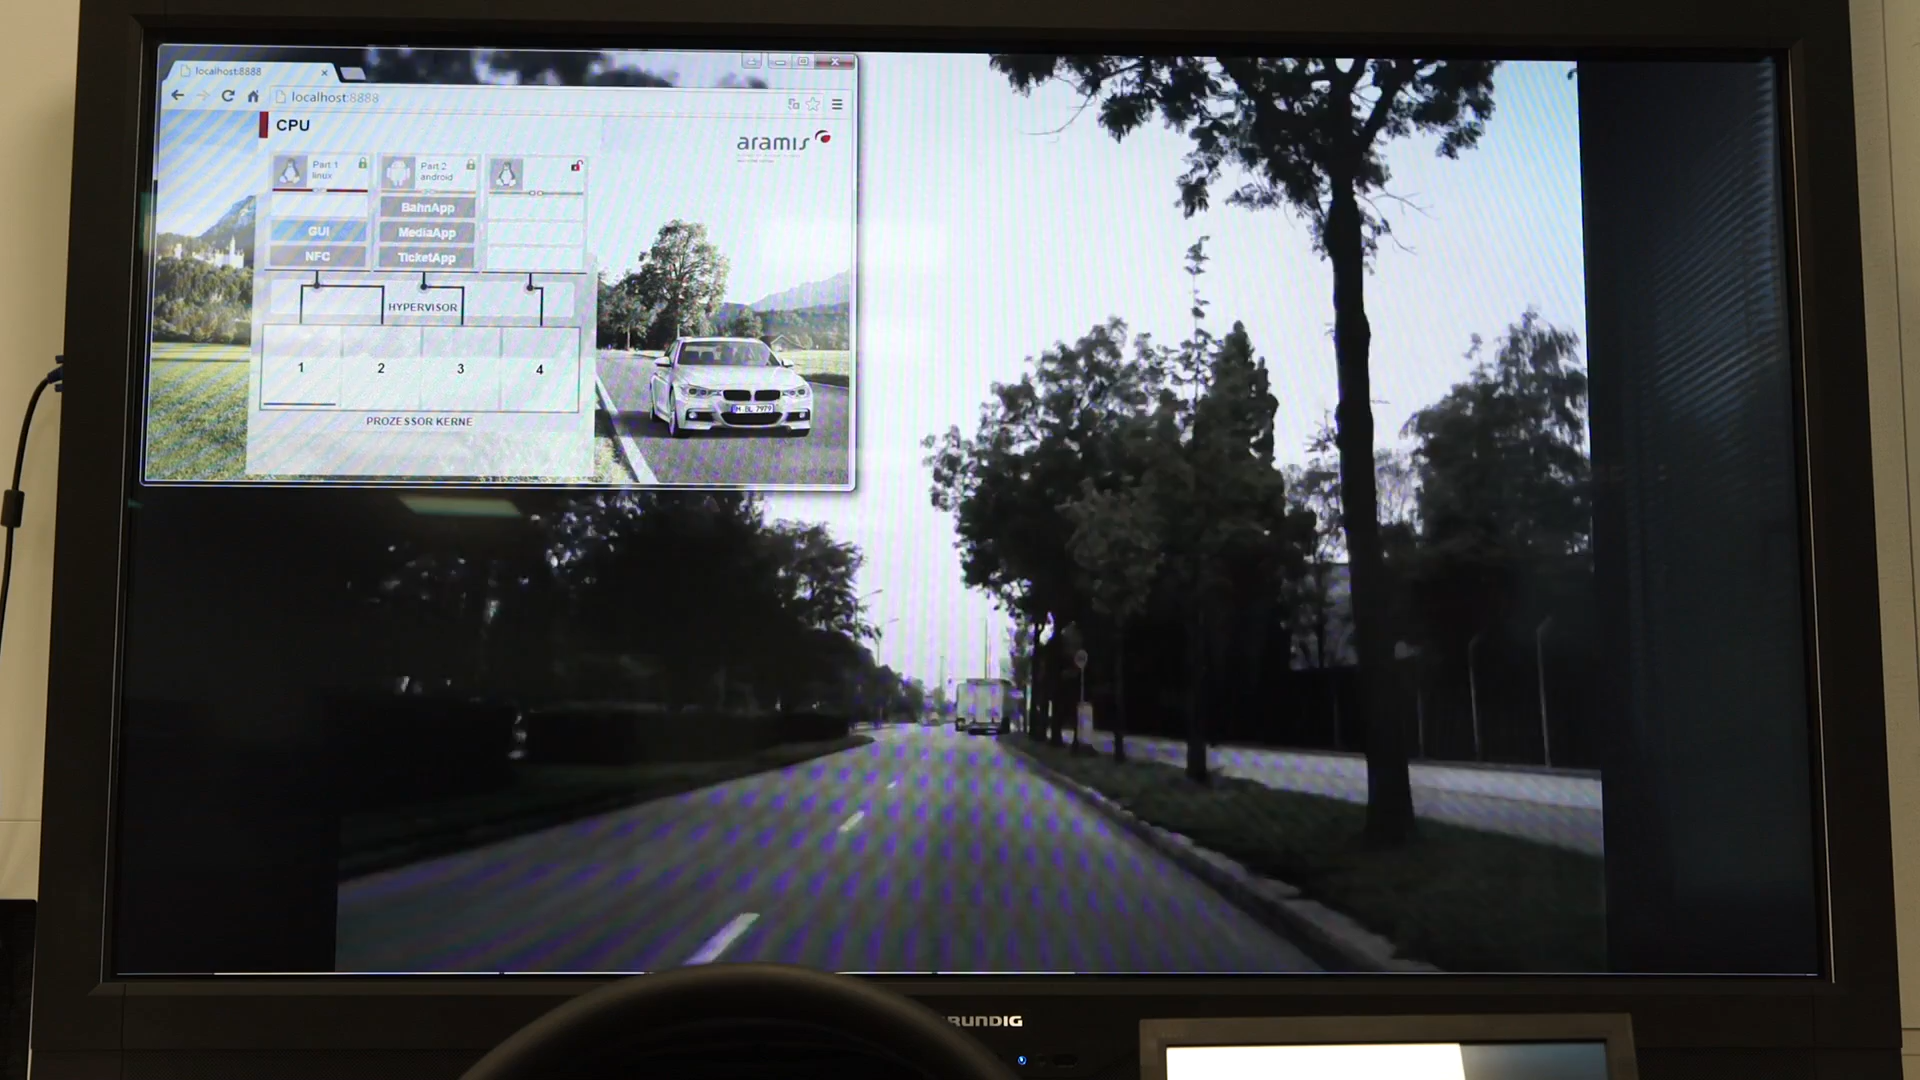 localhost:8888
localhost:8888
CPU
aramis
Part 1
linux
Part 2
android
BahnApp
GUI
MediaApp
NFC
TicketApp
HYPERVISOR
1
2
3
4
PROZESSOR KERNE
RUNDIG